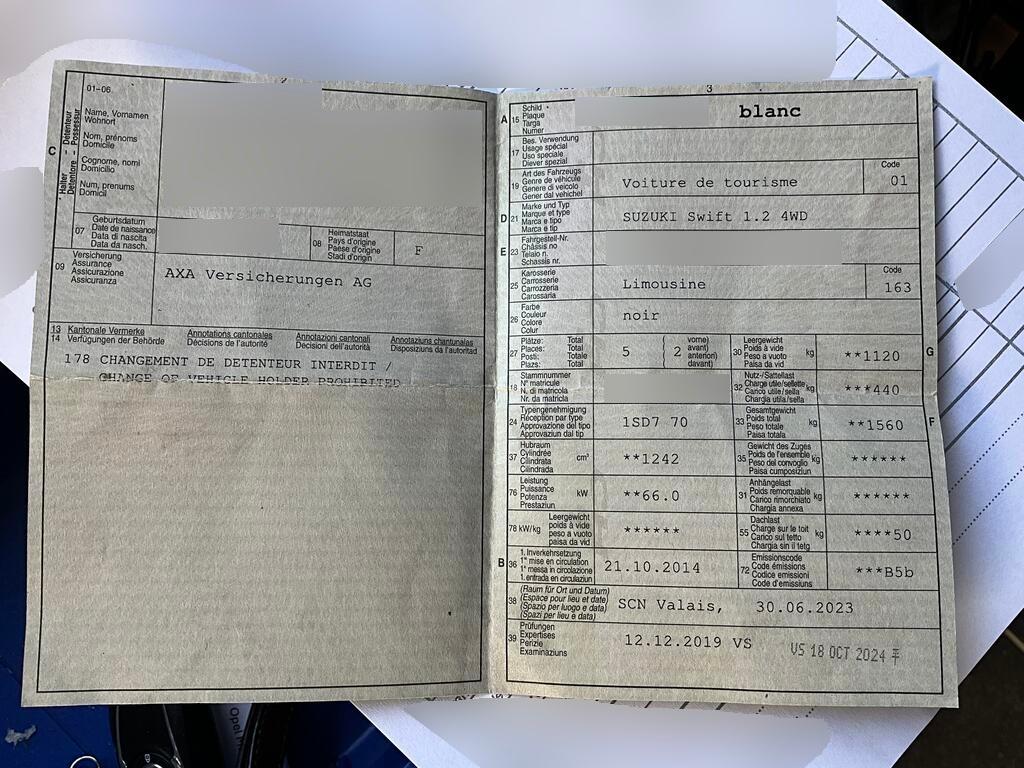 01–06
Name, Vornamen
Wohnort
Nom, prénoms
Domicile
Cognome, nomi
Domicilio
Num, prenums
Domicil
C
Halter Détenteur
Detentore Possessur
07
Geburtsdatum
Date de naissance
Data di nascita
Data da nasch.
08
Heimatstaat
Pays d'origine
Paese d'origine
Stadi d'origin
F
09
Versicherung
Assurance
Assicurazione
Assicuranza
AXA Versicherungen AG
13 Kantonale Vermerke Annotations cantonales Annotazioni cantonali Annotaziuns chantunalas
14 Verfügungen der Behörde Décisions de l'autorité Decisioni dell'autorità Disposiziuns da l'autoritad
178 CHANGEMENT DE DETENTEUR INTERDIT /
CHANGE OF VEHICLE HOLDER PROHIBITED
3
A 15
Schild
Plaque
Targa
Numer
blanc
17
Bes. Verwendung
Usage spécial
Uso speciale
Diever spezial
19
Art des Fahrzeugs
Genre de véhicule
Genere di veicolo
Gener dal vehichel
Voiture de tourisme
Code
01
D 21
Marke und Typ
Marque et type
Marca e tipo
Marca e tip
SUZUKI Swift 1.2 4WD
E 23
Fahrgestell-Nr.
Châssis no
Telaio n.
Schassis nr.
25
Karosserie
Carrosserie
Carrozzeria
Carossaria
Limousine
Code
163
26
Farbe
Couleur
Colore
Colur
noir
27
Plätze: Total
Places: Total
Posti: Totale
Plazs: Total
5 ( 2
vorne)
avant)
anteriori)
davant)
30
Leergewicht
Poids à vide
Peso a vuoto
Paisa da vid
kg
**1120
G
18
Stammnummer
N° matricule
N. di matricola
Nr. da matricla
32
Nutz-/Sattellast
Charge utile/sellette
Carico utile/sella
Chargia utila/sella
kg
***440
24
Typengenehmigung
Réception par type
Approvazione del tipo
Approvaziun dal tip
1SD7 70
33
Gesamtgewicht
Poids total
Peso totale
Paisa totala
kg
**1560
F
37
Hubraum
Cylindrée
Cilindrata
Cilindrada
cm³
**1242
35
Gewicht des Zuges
Poids de l'ensemble
Peso del convoglio
Paisa cumposiziun
kg
******
76
Leistung
Puissance
Potenza
Prestaziun
kW
**66.0
31
Anhängelast
Poids remorquable
Carico rimorchiato
Chargia annexa
kg
******
78 kW/kg
Leergewicht
poids à vide
peso a vuoto
paisa da vid
******
55
Dachlast
Charge sur le toit
Carico sul tetto
Chargia sin il tetg
kg
****50
B 36
1. Inverkehrsetzung
1re mise en circulation
1a messa in circolazione
1. entrada en circulaziun
21.10.2014
72
Emissionscode
Code émissions
Codice emissioni
Code d'emissiuns
***B5b
38
(Raum für Ort und Datum)
(Espace pour lieu et date)
(Spazio per luogo e data)
(Spazi per lieu e data)
SCN Valais, 30.06.2023
39
Prüfungen
Expertises
Perizie
Examinaziuns
12.12.2019 VS
VS 18 OCT 2024
Opel